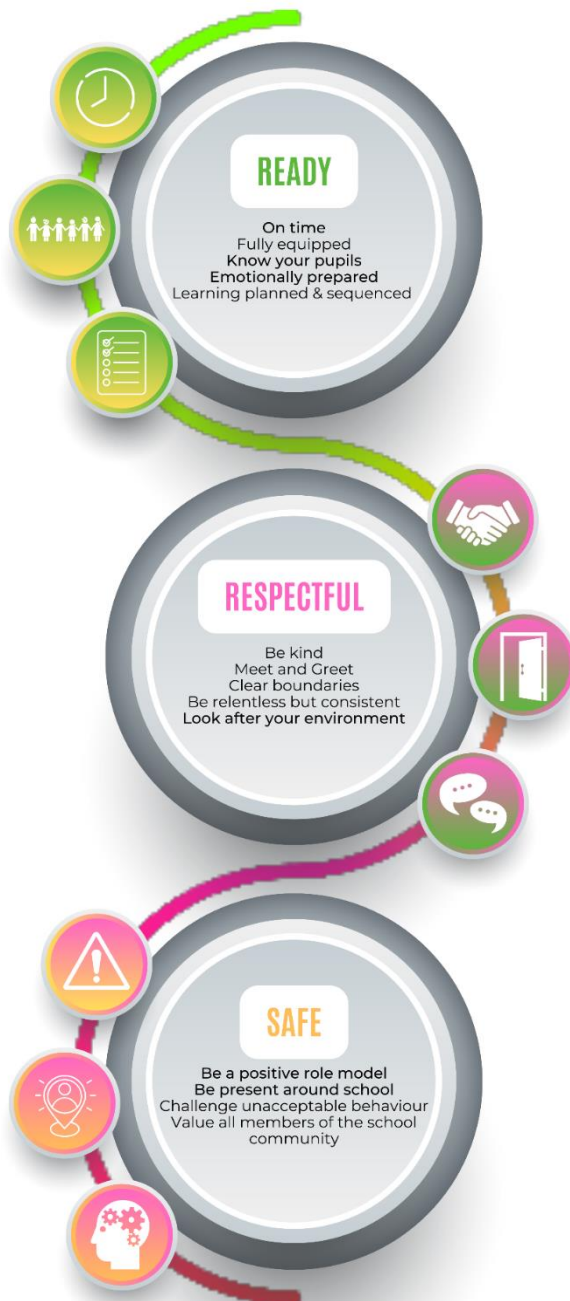 READY
On time
Fully equipped
Know your pupils
Emotionally prepared
Learning planned & sequenced
RESPECTFUL
Be kind
Meet and Greet
Clear boundaries
Be relentless but consistent
Look after your environment
SAFE
Be a positive role model
Be present around school
Challenge unacceptable behaviour
Value all members of the school
community